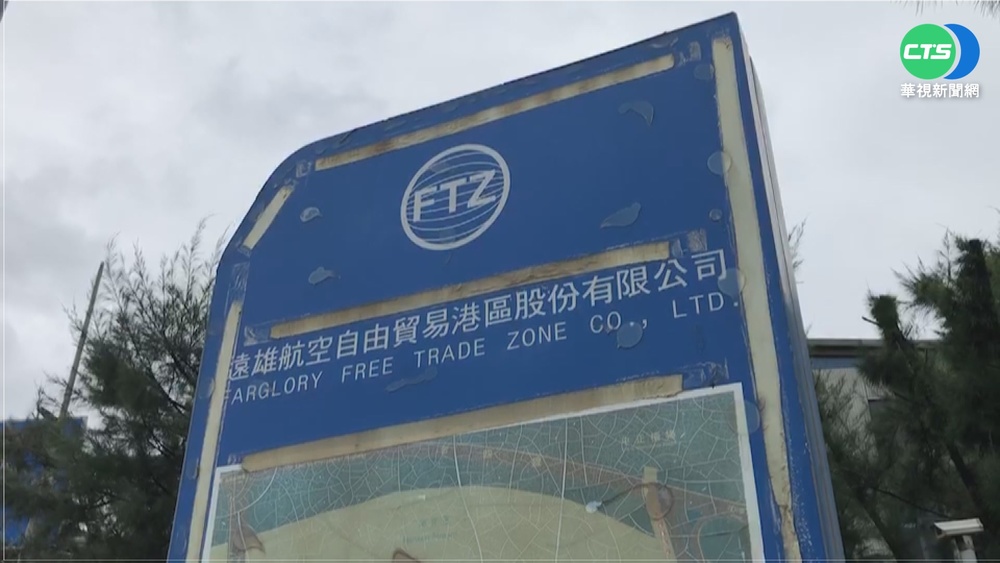 CTS
華視新聞網
FTZ
遠雄航空自由貿易港區股份有限公司
FARGLORY FREE TRADE ZONE CO., LTD.